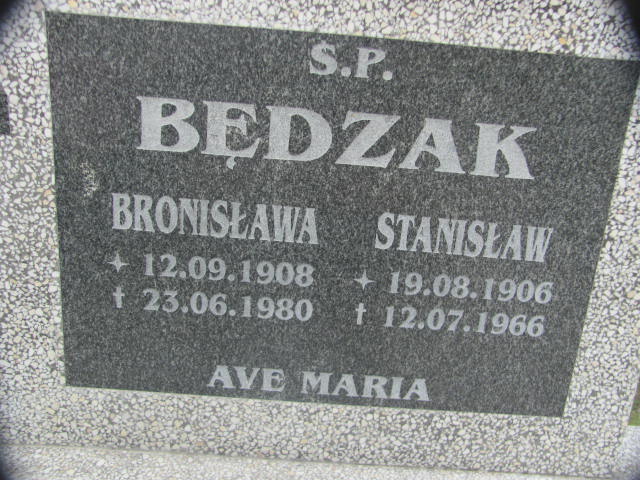 S.P.
BĘDZAK
BRONISŁAWA STANISŁAW
✦ 12.09.1908 ✦ 19.08.1906
† 23.06.1980 † 12.07.1966
AVE MARIA